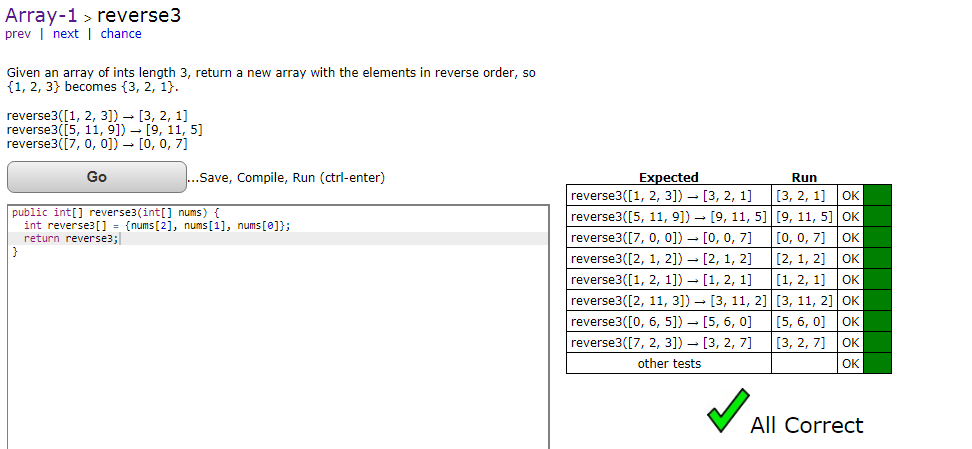 Array-1 > reverse3
prev | next | chance
Given an array of ints length 3, return a new array with the elements in reverse order, so
{1, 2, 3} becomes {3, 2, 1}.
reverse3([1, 2, 3]) → [3, 2, 1]
reverse3([5, 11, 9]) → [9, 11, 5]
reverse3([7, 0, 0]) → [0, 0, 7]
Go ...Save, Compile, Run (ctrl-enter)
public int[] reverse3(int[] nums) {
int reverse3[] = {nums[2], nums[1], nums[0]};
return reverse3;
}
Expected Run
reverse3([1, 2, 3]) → [3, 2, 1] [3, 2, 1] OK
reverse3([5, 11, 9]) → [9, 11, 5] [9, 11, 5] OK
reverse3([7, 0, 0]) → [0, 0, 7] [0, 0, 7] OK
reverse3([2, 1, 2]) → [2, 1, 2] [2, 1, 2] OK
reverse3([1, 2, 1]) → [1, 2, 1] [1, 2, 1] OK
reverse3([2, 11, 3]) → [3, 11, 2] [3, 11, 2] OK
reverse3([0, 6, 5]) → [5, 6, 0] [5, 6, 0] OK
reverse3([7, 2, 3]) → [3, 2, 7] [3, 2, 7] OK
other tests OK
All Correct